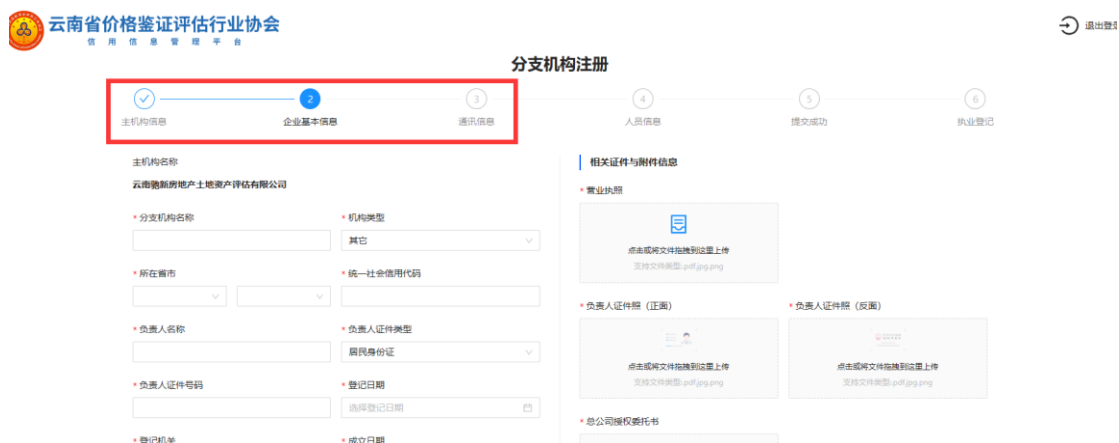 云南省价格鉴证评估行业协会
信用信息管理平台
退出登录
分支机构注册
2 3 4 5 6
主机构信息 企业基本信息 通讯信息 人员信息 提交成功 执业登记
主机构名称
云南驰新房地产土地资产评估有限公司
* 分支机构名称 * 机构类型
其它
* 所在省市 * 统一社会信用代码
* 负责人名称 * 负责人证件类型
居民身份证
* 负责人证件号码 * 登记日期
选择登记日期
* 登记机关 * 成立日期
相关证件与附件信息
* 营业执照
点击或将文件拖拽到这里上传
支持文件类型:.pdf.jpg.png
* 负责人证件照（正面） * 负责人证件照（反面）
点击或将文件拖拽到这里上传 点击或将文件拖拽到这里上传
支持文件类型:.pdf.jpg.png 支持文件类型:.pdf.jpg.png
* 总公司授权委托书